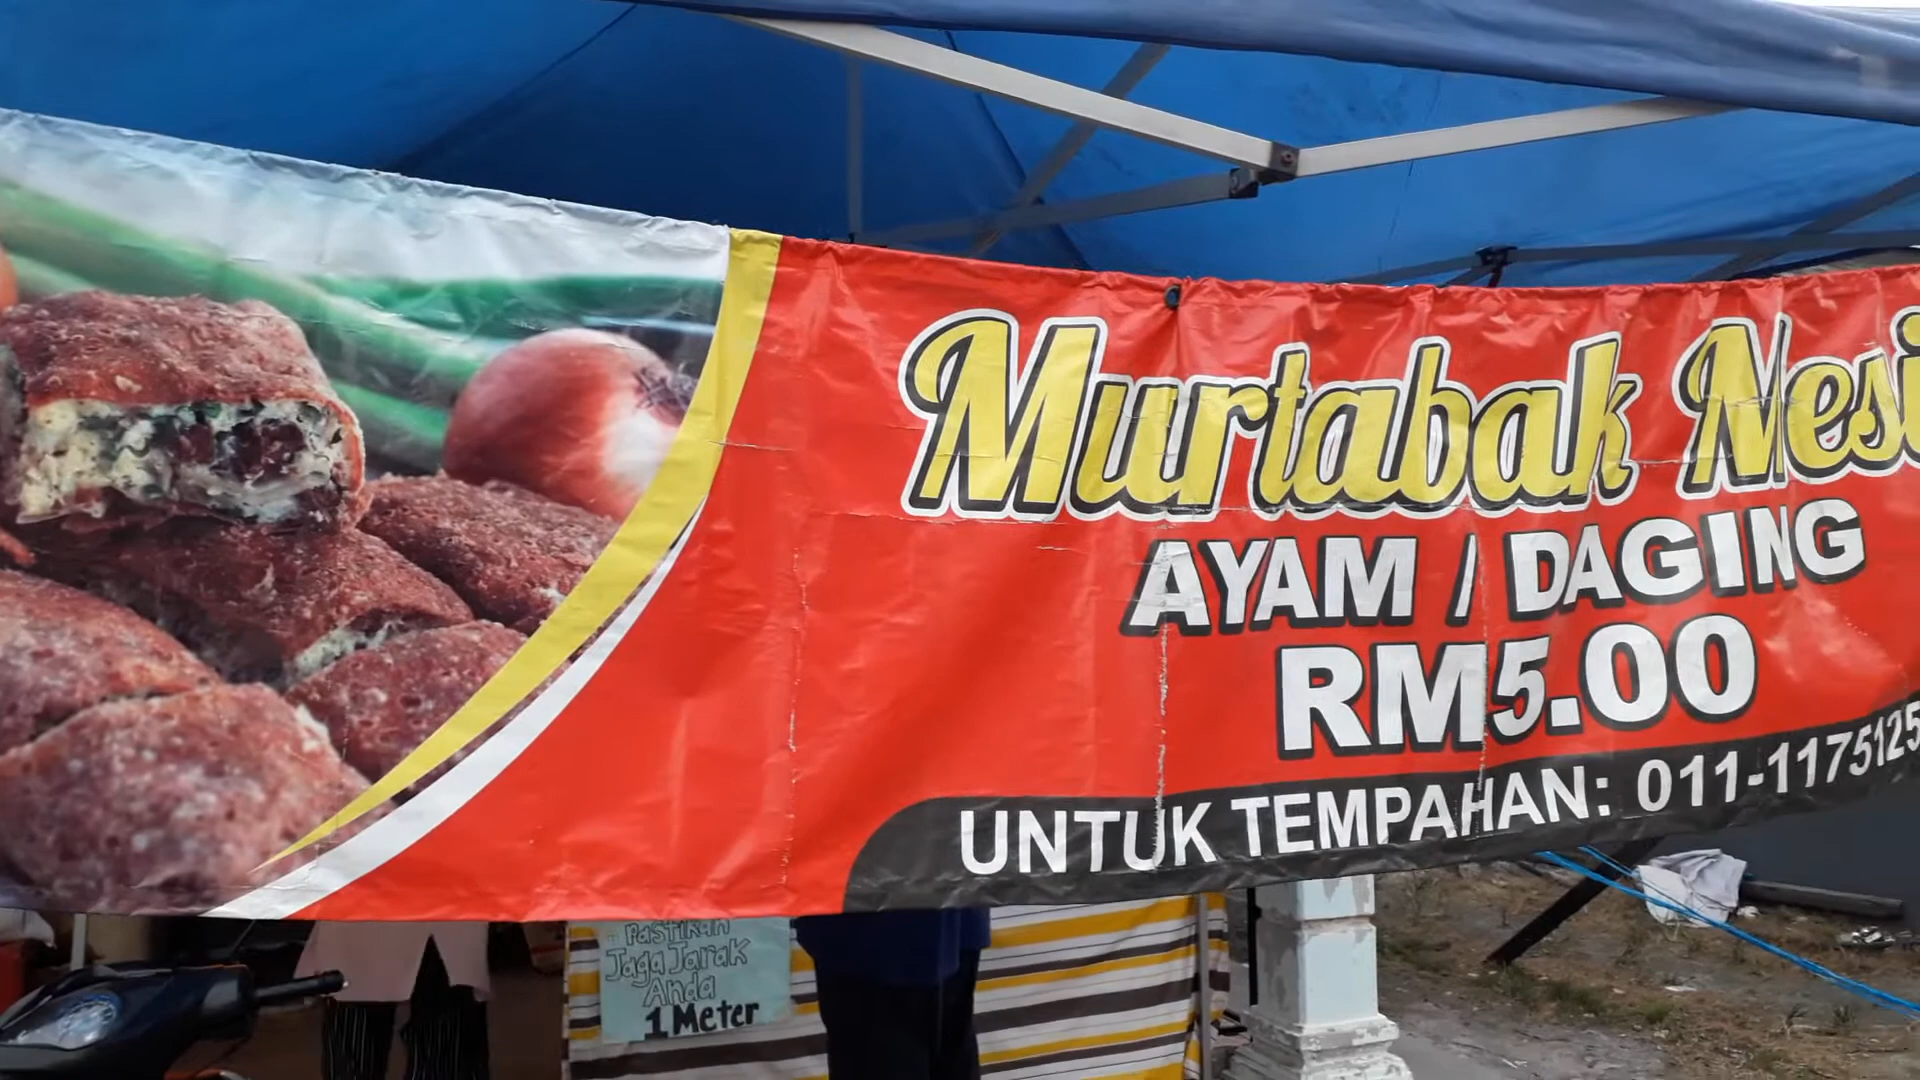 Murtabak Mesi
AYAM / DAGING
RM5.00
UNTUK TEMPAHAN: 011-1175125
Pastikan
Jaga Jarak
Anda
1 Meter